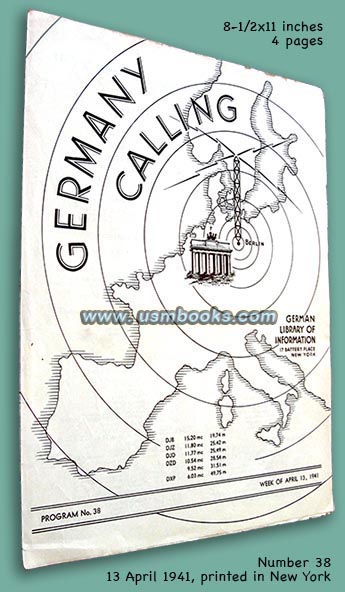 8-1/2x11 inches
4 pages
GERMANY
CALLING
BERLIN
www.usmbooks.com
GERMAN
LIBRARY OF
INFORMATION
17 BATTERY PLACE
NEW YORK
DJB 15,20 mc 19,74 m
DJZ 11,80 mc 25,42 m
DJD 11,77 mc 25,49 m
DZD 10,54 mc 28,54 m
9,52 mc 31,51 m
DXP 6,03 mc 49,75 m
PROGRAM No. 38
WEEK OF APRIL 13, 1941
Number 38
13 April 1941, printed in New York